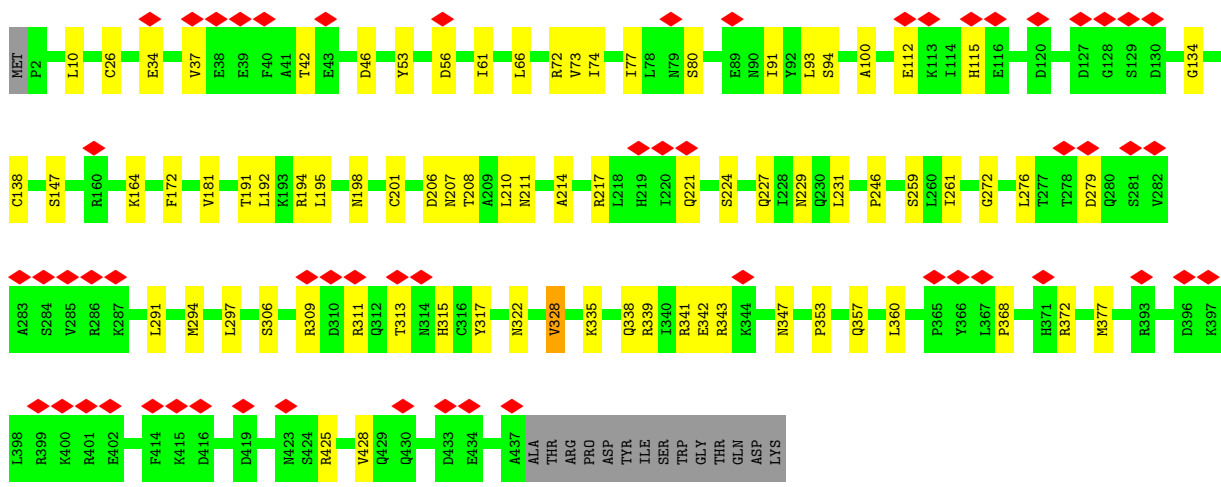 MET P2 L10 C26 E34 V37 E38 E39 F40 A41 T42 E43 D46 Y53 D56 I61 L66 R72 V73 I74 I77 L78 N79 S80 E89 N90 I91 Y92 L93 S94 A100 E112 K113 I114 H115 E116 D120 D127 G128 S129 D130 G134
C138 S147 R160 K164 F172 V181 T191 L192 K193 R194 L195 N198 C201 D206 N207 T208 A209 L210 N211 A214 R217 L218 H219 I220 Q221 S224 Q227 I228 N229 Q230 L231 P246 S259 L260 I261 G272 L276 T277 T278 D279 Q280 S281 V282
A283 S284 V285 R286 K287 L291 M294 L297 S306 R309 D310 R311 Q312 T313 N314 H315 C316 Y317 N322 V328 K335 Q338 R339 I340 R341 E342 R343 K344 N347 P353 Q357 L360 P365 Y366 L367 P368 H371 R372 M377 R393 D396 K397
L398 R399 K400 R401 E402 F414 K415 D416 D419 N423 S424 R425 V428 Q429 Q430 D433 E434 A437 ALA THR ARG PRO ASP TYR ILE SER TRP GLY THR GLN ASP LYS